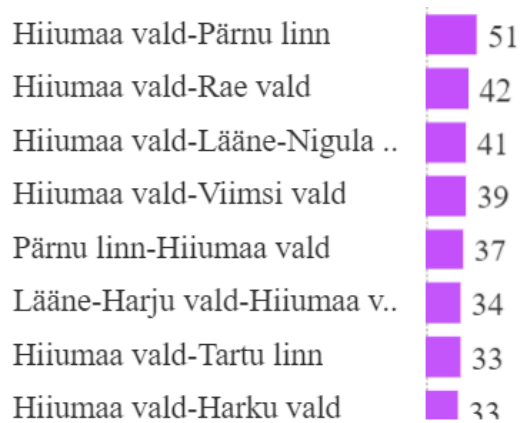 Hiiumaa vald-Pärnu linn 51
Hiiumaa vald-Rae vald 42
Hiiumaa vald-Lääne-Nigula .. 41
Hiiumaa vald-Viimsi vald 39
Pärnu linn-Hiiumaa vald 37
Lääne-Harju vald-Hiiumaa v.. 34
Hiiumaa vald-Tartu linn 33
Hiiumaa vald-Harku vald 33